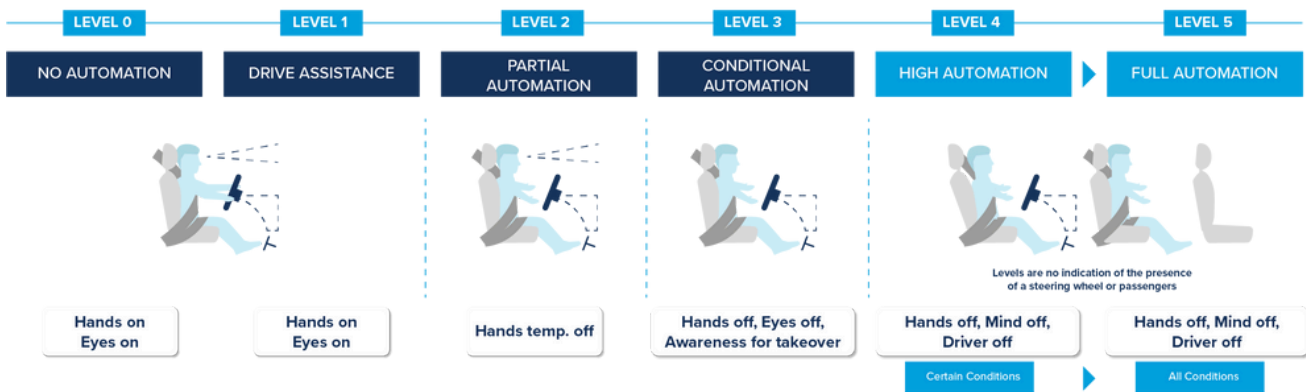 LEVEL 0
LEVEL 1
LEVEL 2
LEVEL 3
LEVEL 4
LEVEL 5
NO AUTOMATION
DRIVE ASSISTANCE
PARTIAL
AUTOMATION
CONDITIONAL
AUTOMATION
HIGH AUTOMATION
FULL AUTOMATION
Levels are no indication of the presence
of a steering wheel or passengers
Hands on
Eyes on
Hands on
Eyes on
Hands temp. off
Hands off, Eyes off,
Awareness for takeover
Hands off, Mind off,
Driver off
Hands off, Mind off,
Driver off
Certain Conditions
All Conditions